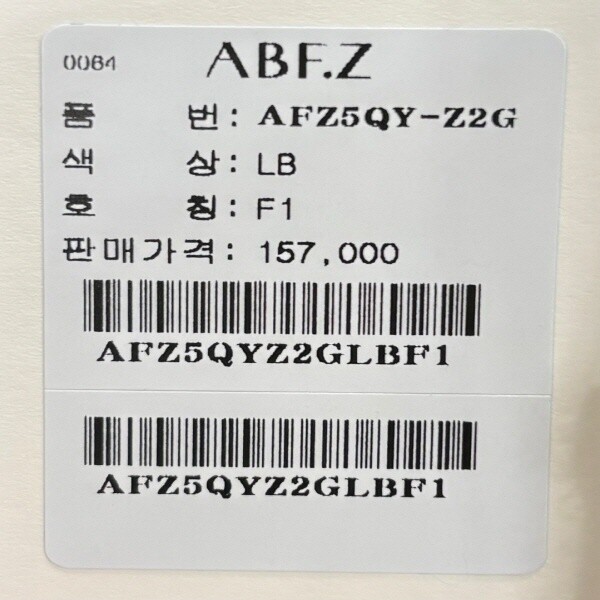 0084 ABF.Z
품 번: AFZ5QY-Z2G
색 상: LB
호 칭: F1
판매가격: 157,000
AFZ5QYZ2GLBF1
AFZ5QYZ2GLBF1